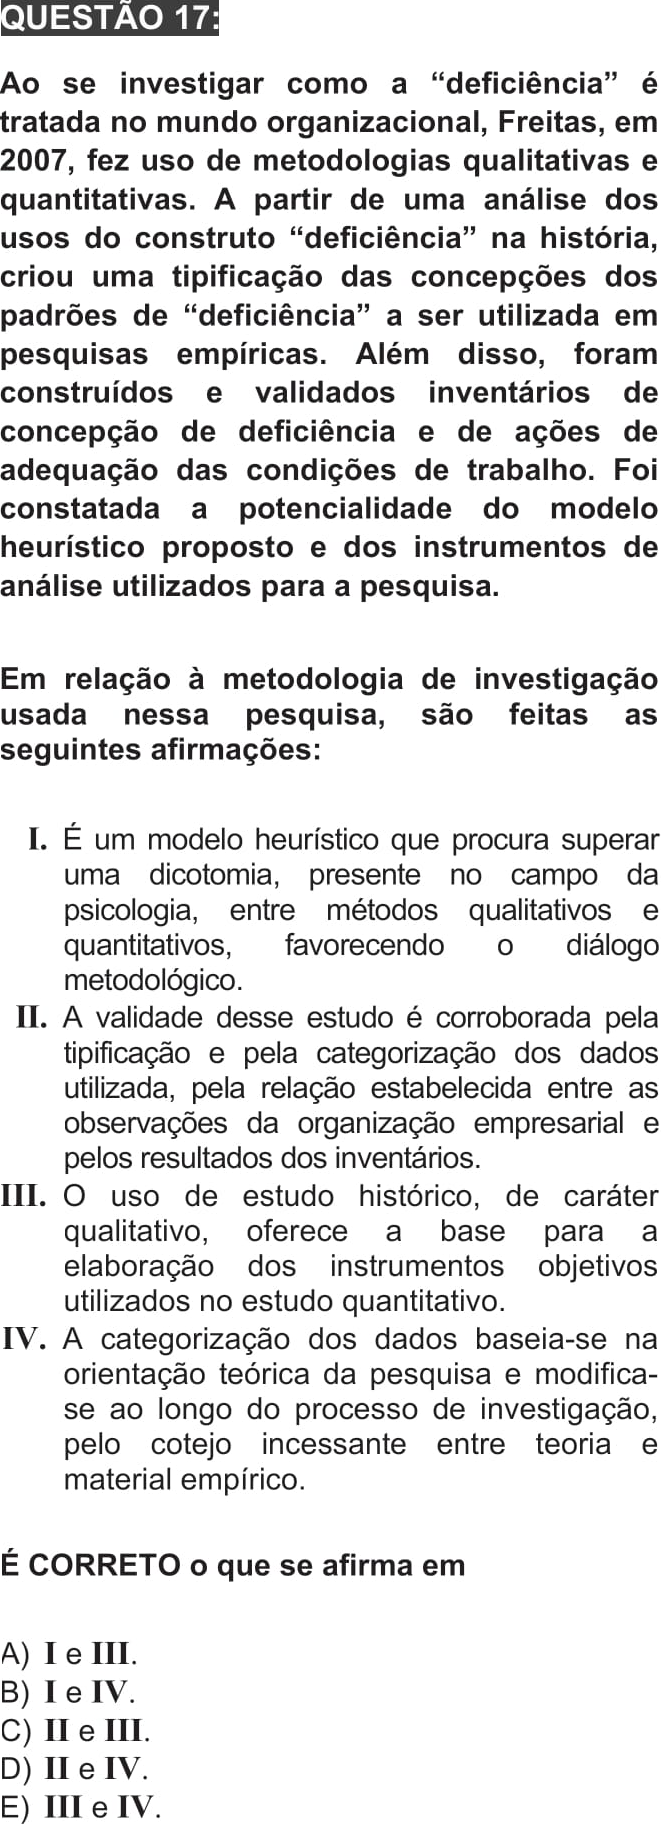 QUESTÃO 17:
Ao se investigar como a “deficiência” é
tratada no mundo organizacional, Freitas, em
2007, fez uso de metodologias qualitativas e
quantitativas. A partir de uma análise dos
usos do construto “deficiência” na história,
criou uma tipificação das concepções dos
padrões de “deficiência” a ser utilizada em
pesquisas empíricas. Além disso, foram
construídos e validados inventários de
concepção de deficiência e de ações de
adequação das condições de trabalho. Foi
constatada a potencialidade do modelo
heurístico proposto e dos instrumentos de
análise utilizados para a pesquisa.
Em relação à metodologia de investigação
usada nessa pesquisa, são feitas as
seguintes afirmações:
I. É um modelo heurístico que procura superar
uma dicotomia, presente no campo da
psicologia, entre métodos qualitativos e
quantitativos, favorecendo o diálogo
metodológico.
II. A validade desse estudo é corroborada pela
tipificação e pela categorização dos dados
utilizada, pela relação estabelecida entre as
observações da organização empresarial e
pelos resultados dos inventários.
III. O uso de estudo histórico, de caráter
qualitativo, oferece a base para a
elaboração dos instrumentos objetivos
utilizados no estudo quantitativo.
IV. A categorização dos dados baseia-se na
orientação teórica da pesquisa e modifica-
se ao longo do processo de investigação,
pelo cotejo incessante entre teoria e
material empírico.
É CORRETO o que se afirma em
A) I e III.
B) I e IV.
C) II e III.
D) II e IV.
E) III e IV.